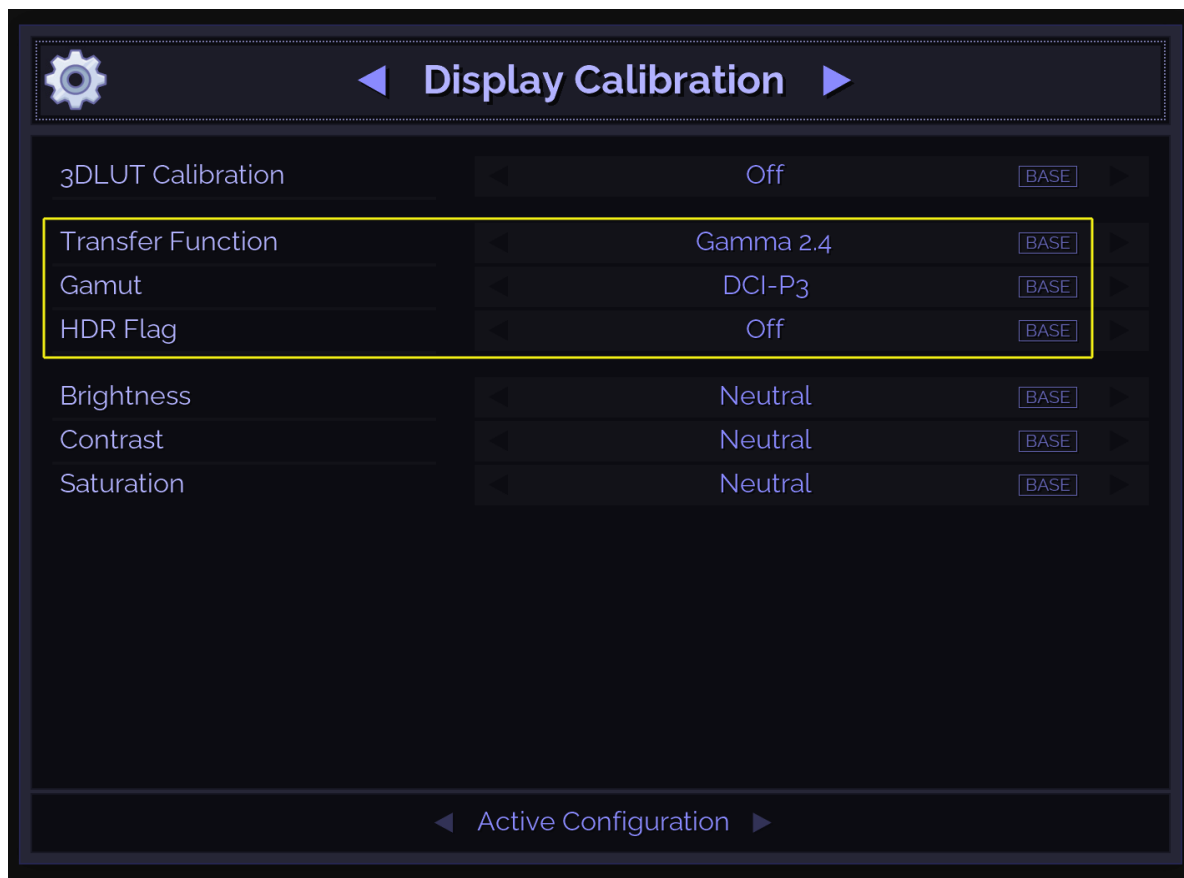 Display Calibration
3DLUT Calibration Off BASE
Transfer Function Gamma 2.4 BASE
Gamut DCI-P3 BASE
HDR Flag Off BASE
Brightness Neutral BASE
Contrast Neutral BASE
Saturation Neutral BASE
Active Configuration